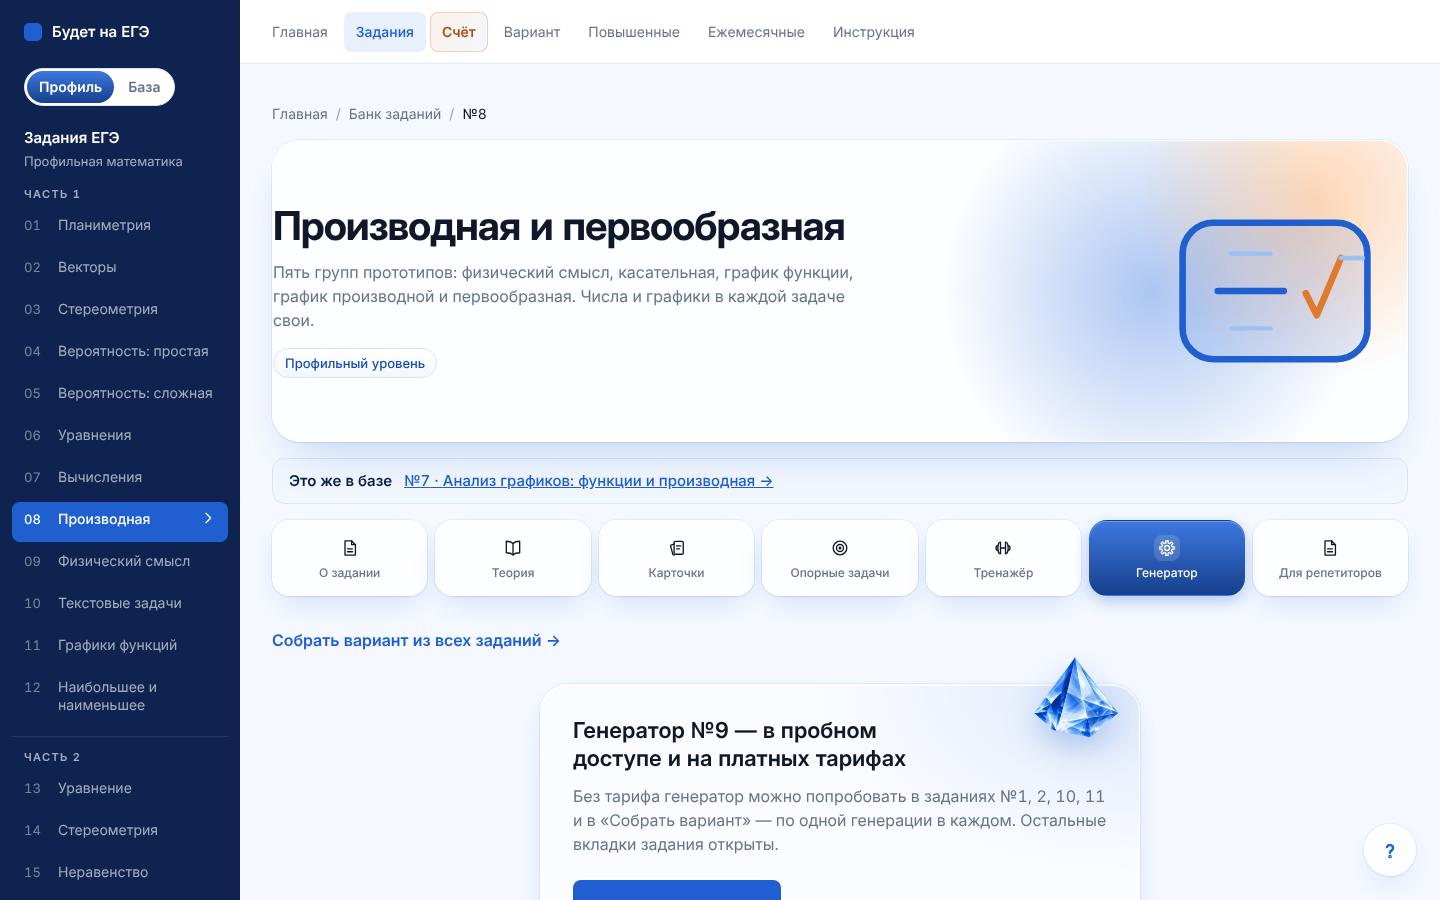 Будет на ЕГЭ
Профиль
База
Задания ЕГЭ
Профильная математика
ЧАСТЬ 1
01 Планиметрия
02 Векторы
03 Стереометрия
04 Вероятность: простая
05 Вероятность: сложная
06 Уравнения
07 Вычисления
08 Производная
09 Физический смысл
10 Текстовые задачи
11 Графики функций
12 Наибольшее и
наименьшее
ЧАСТЬ 2
13 Уравнение
14 Стереометрия
15 Неравенство
Главная Задания Счёт Вариант Повышенные Ежемесячные Инструкция
Главная / Банк заданий / №8
Производная и первообразная
Пять групп прототипов: физический смысл, касательная, график функции,
график производной и первообразная. Числа и графики в каждой задаче
свои.
Профильный уровень
Это же в базе №7 · Анализ графиков: функции и производная →
О задании
Теория
Карточки
Опорные задачи
Тренажёр
Генератор
Для репетиторов
Собрать вариант из всех заданий →
Генератор №9 — в пробном
доступе и на платных тарифах
Без тарифа генератор можно попробовать в заданиях №1, 2, 10, 11
и в «Собрать вариант» — по одной генерации в каждом. Остальные
вкладки задания открыты.
?